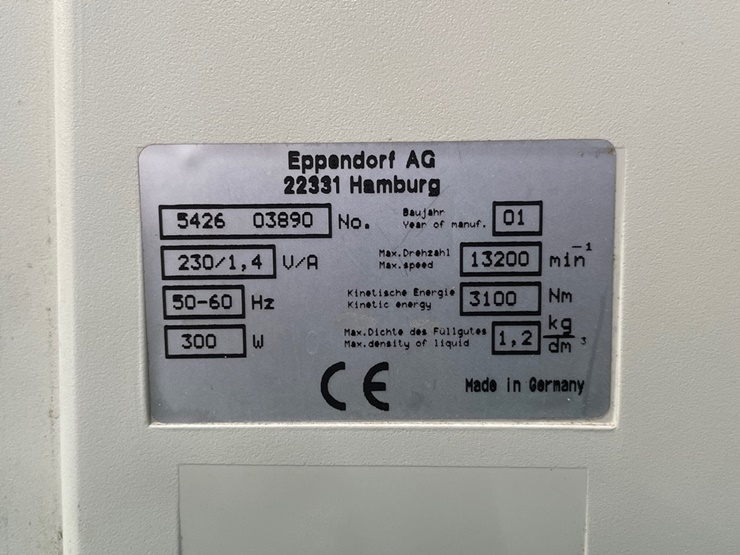 Eppendorf AG
22331 Hamburg
5426 03890 No.
Baujahr
Year of manuf. 01
230/1,4 V/A
Max.Drehzahl
Max.speed 13200 min⁻¹
50-60 Hz
Kinetische Energie
Kinetic energy 3100 Nm
300 W
Max.Dichte des Füllgutes
Max.density of liquid 1,2 kg/dm³
CE
Made in Germany